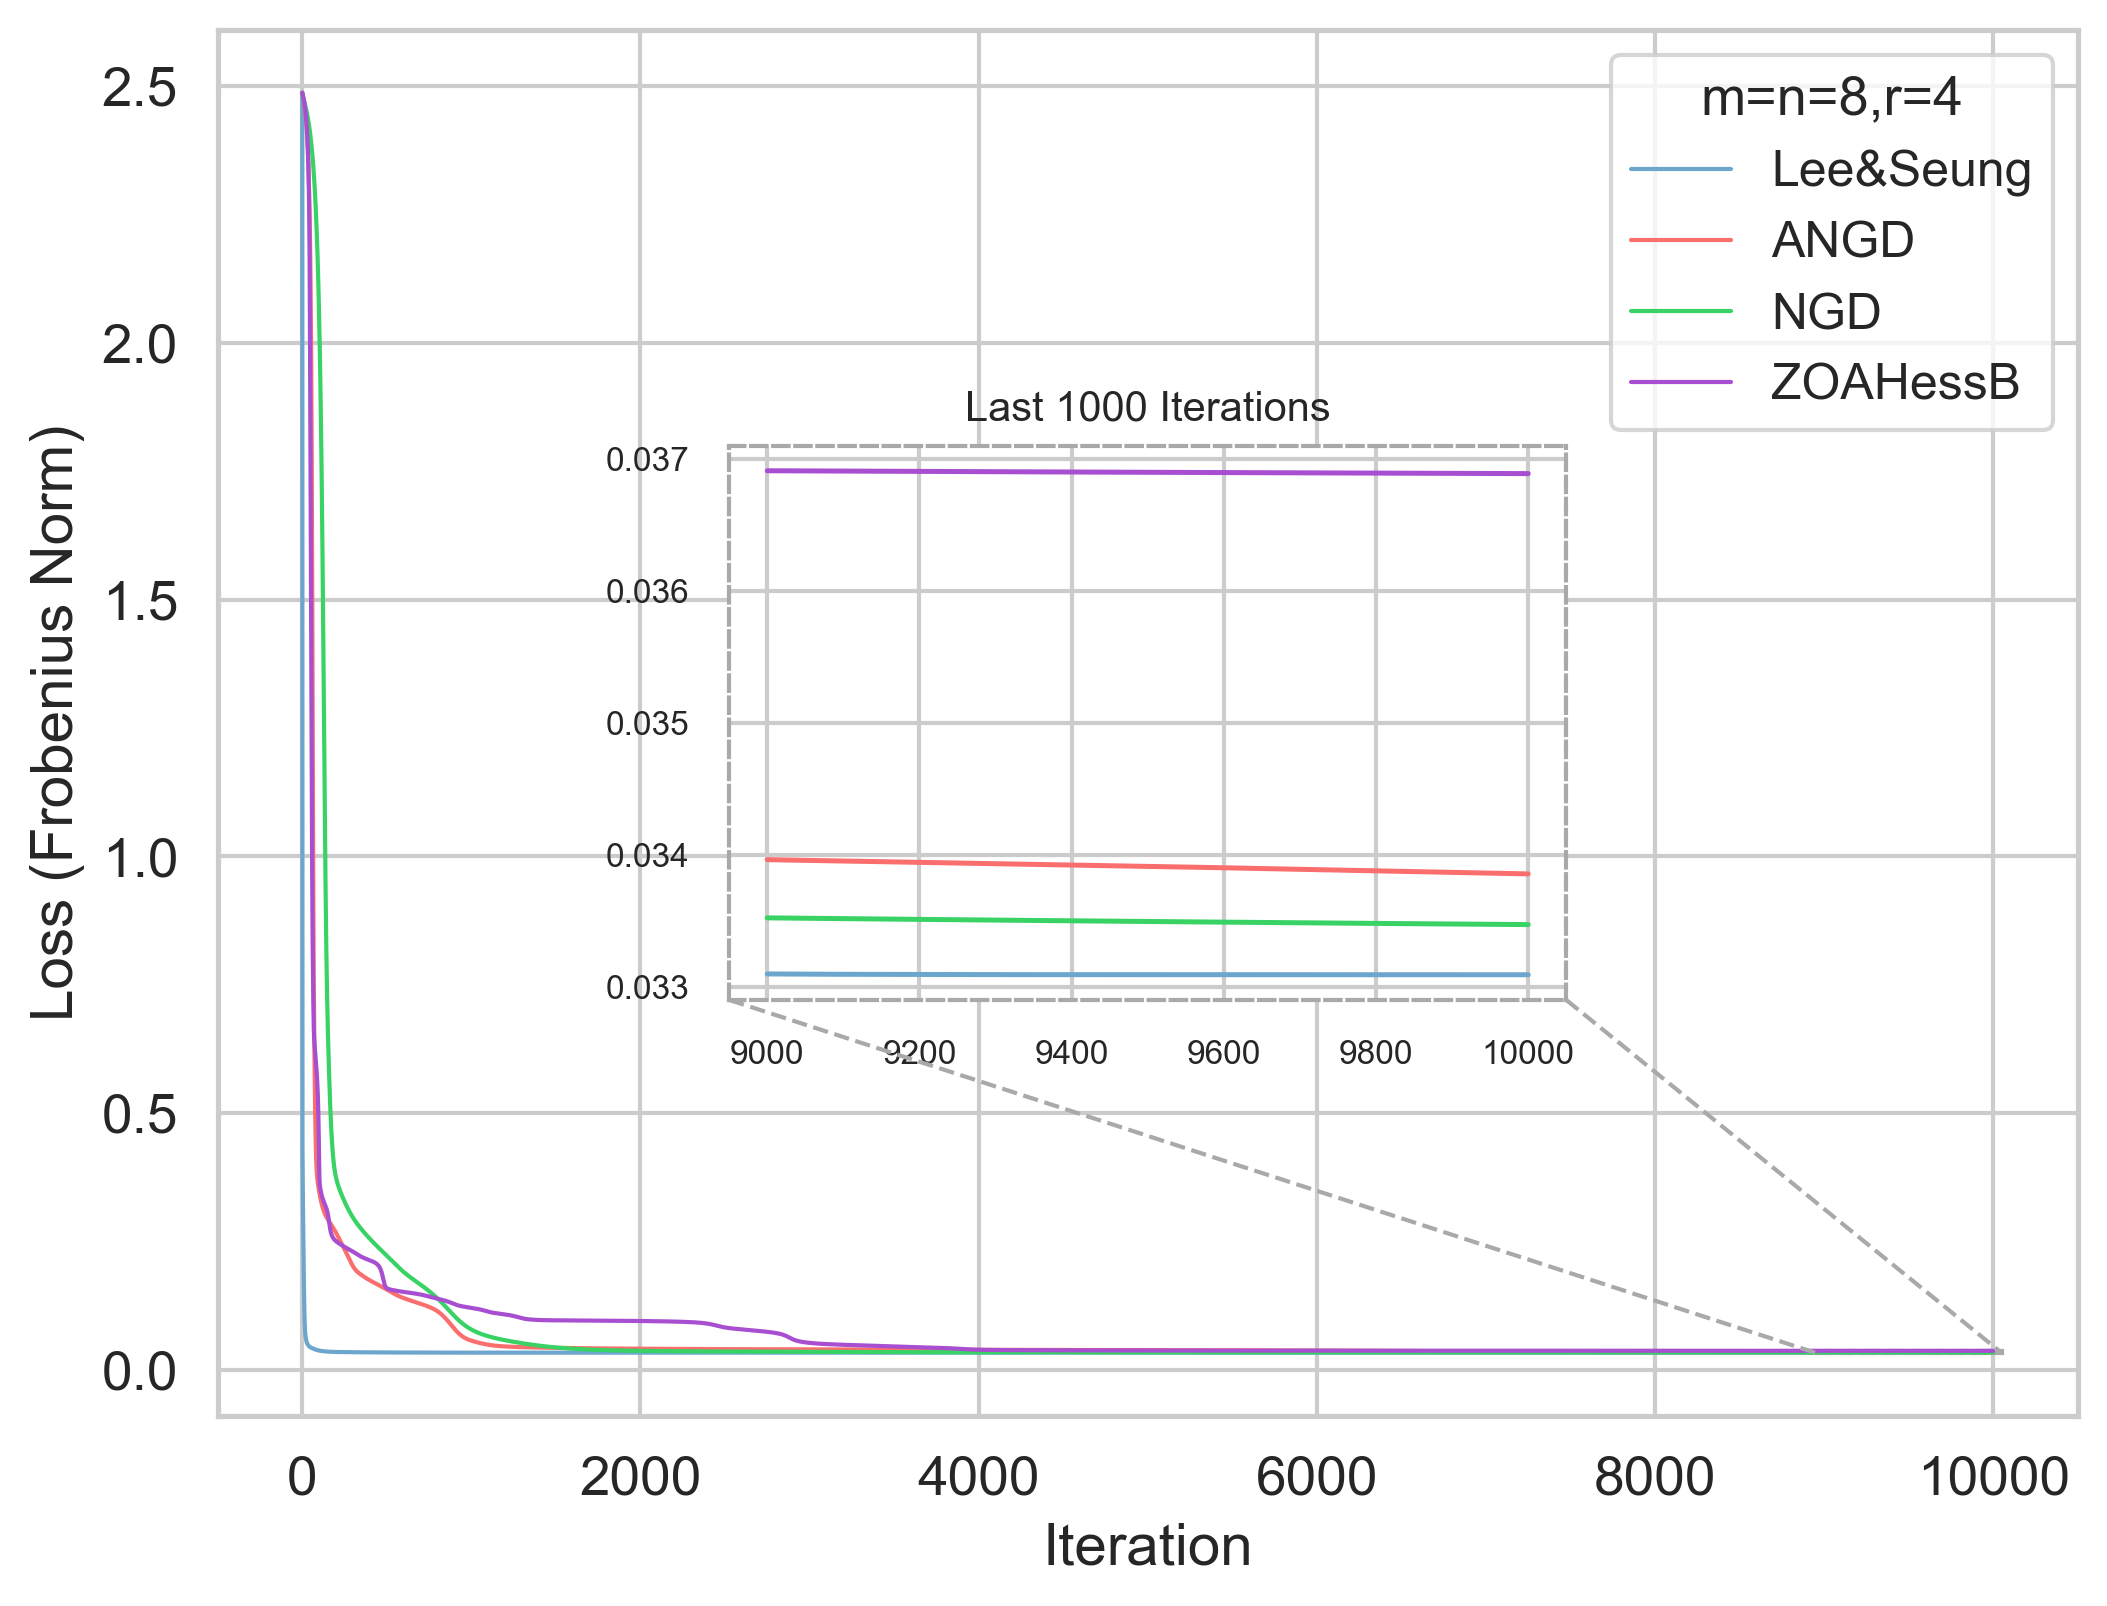 m=n=8,r=4
Lee&Seung
ANGD
NGD
ZOAHessB
Loss (Frobenius Norm)
2.5
2.0
1.5
1.0
0.5
0.0
Last 1000 Iterations
0.037
0.036
0.035
0.034
0.033
9000 9200 9400 9600 9800 10000
0 2000 4000 6000 8000 10000
Iteration